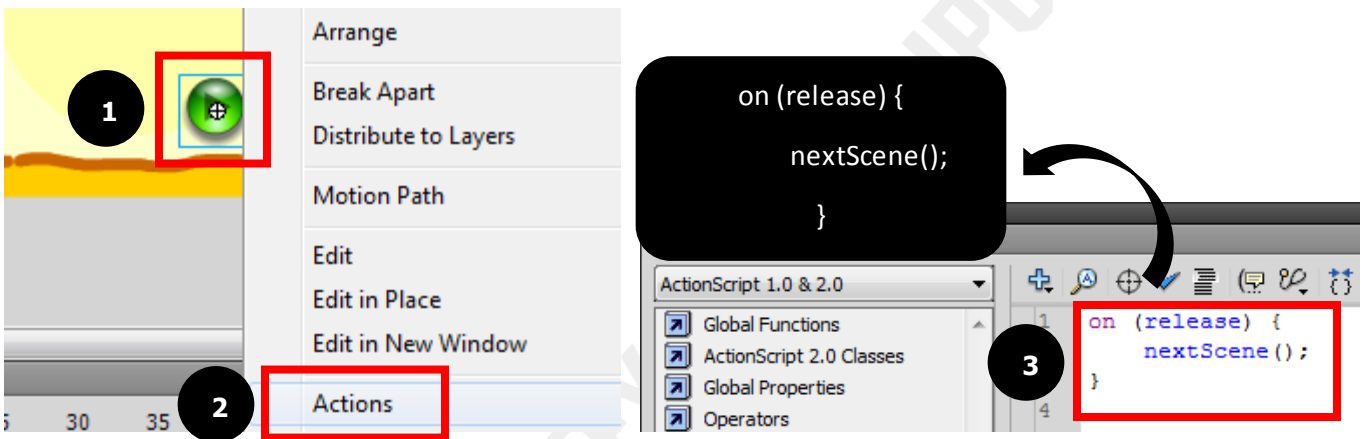 1
Arrange
Break Apart
Distribute to Layers
Motion Path
Edit
Edit in Place
Edit in New Window
Actions
2
30 35
on (release) {
nextScene();
}
ActionScript 1.0 & 2.0
Global Functions
ActionScript 2.0 Classes
Global Properties
Operators
3
1 on (release) {
nextScene();
}
4